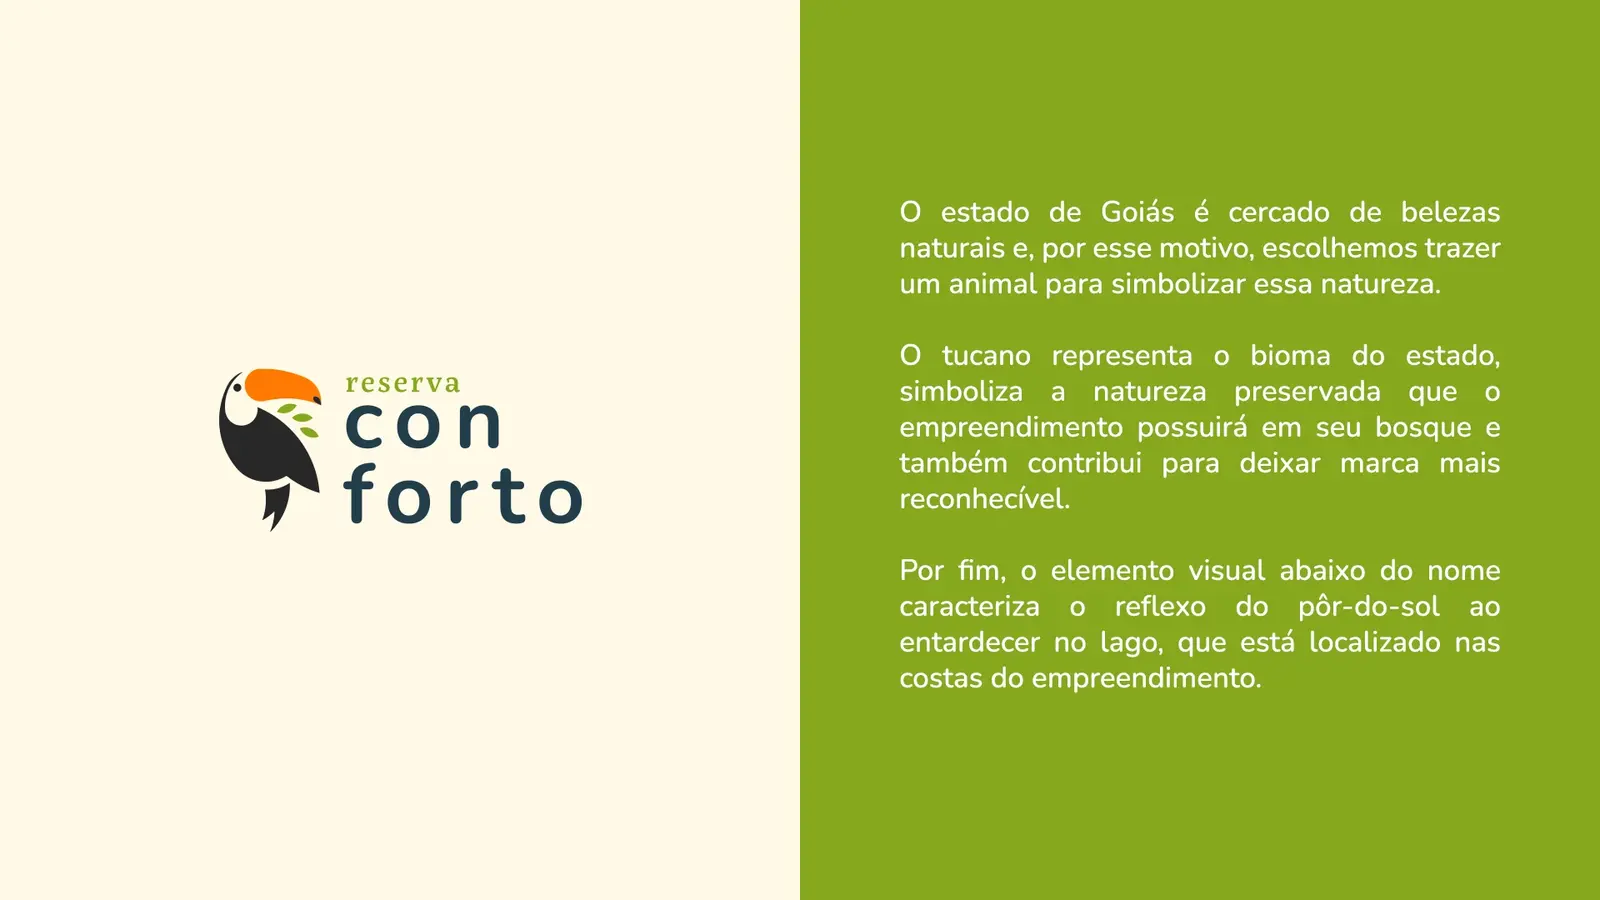 reserva
con
forto
O estado de Goiás é cercado de belezas
naturais e, por esse motivo, escolhemos trazer
um animal para simbolizar essa natureza.
O tucano representa o bioma do estado,
simboliza a natureza preservada que o
empreendimento possuirá em seu bosque e
também contribui para deixar marca mais
reconhecível.
Por fim, o elemento visual abaixo do nome
caracteriza o reflexo do pôr-do-sol ao
entardecer no lago, que está localizado nas
costas do empreendimento.